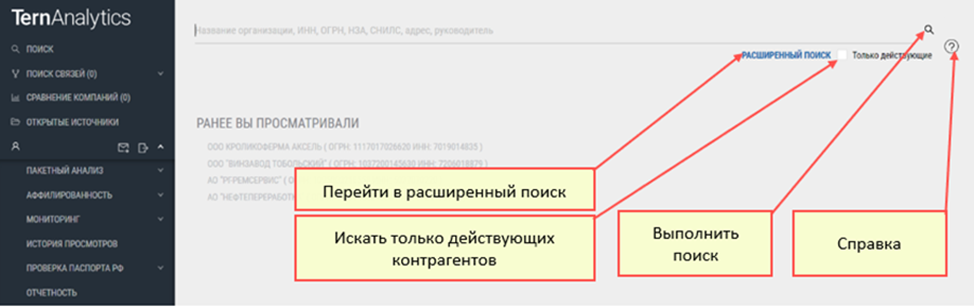 TernAnalytics
ПОИСК
ПОИСК СВЯЗЕЙ (0)
СРАВНЕНИЕ КОМПАНИЙ (0)
ОТКРЫТЫЕ ИСТОЧНИКИ
ПАКЕТНЫЙ АНАЛИЗ
АФФИЛИРОВАННОСТЬ
МОНИТОРИНГ
ИСТОРИЯ ПРОСМОТРОВ
ПРОВЕРКА ПАСПОРТА РФ
ОТЧЕТНОСТЬ
Название организации, ИНН, ОГРН, НЗА, СНИЛС, адрес, руководитель
РАСШИРЕННЫЙ ПОИСК Только действующие
?
РАНЕЕ ВЫ ПРОСМАТРИВАЛИ
ООО КРОЛИКОФЕРМА АКСЕЛЬ ( ОГРН: 1117017026620 ИНН: 7019014835 )
ООО "ВИНЗАВОД ТОБОЛЬСКИЙ" ( ОГРН: 1037200145630 ИНН: 7206018879 )
АО "РГРЕМСЕРВИС" ( О
АО "НЕФТЕПЕРЕРАБОТ
Перейти в расширенный поиск
Искать только действующих
контрагентов
Выполнить
поиск
Справка